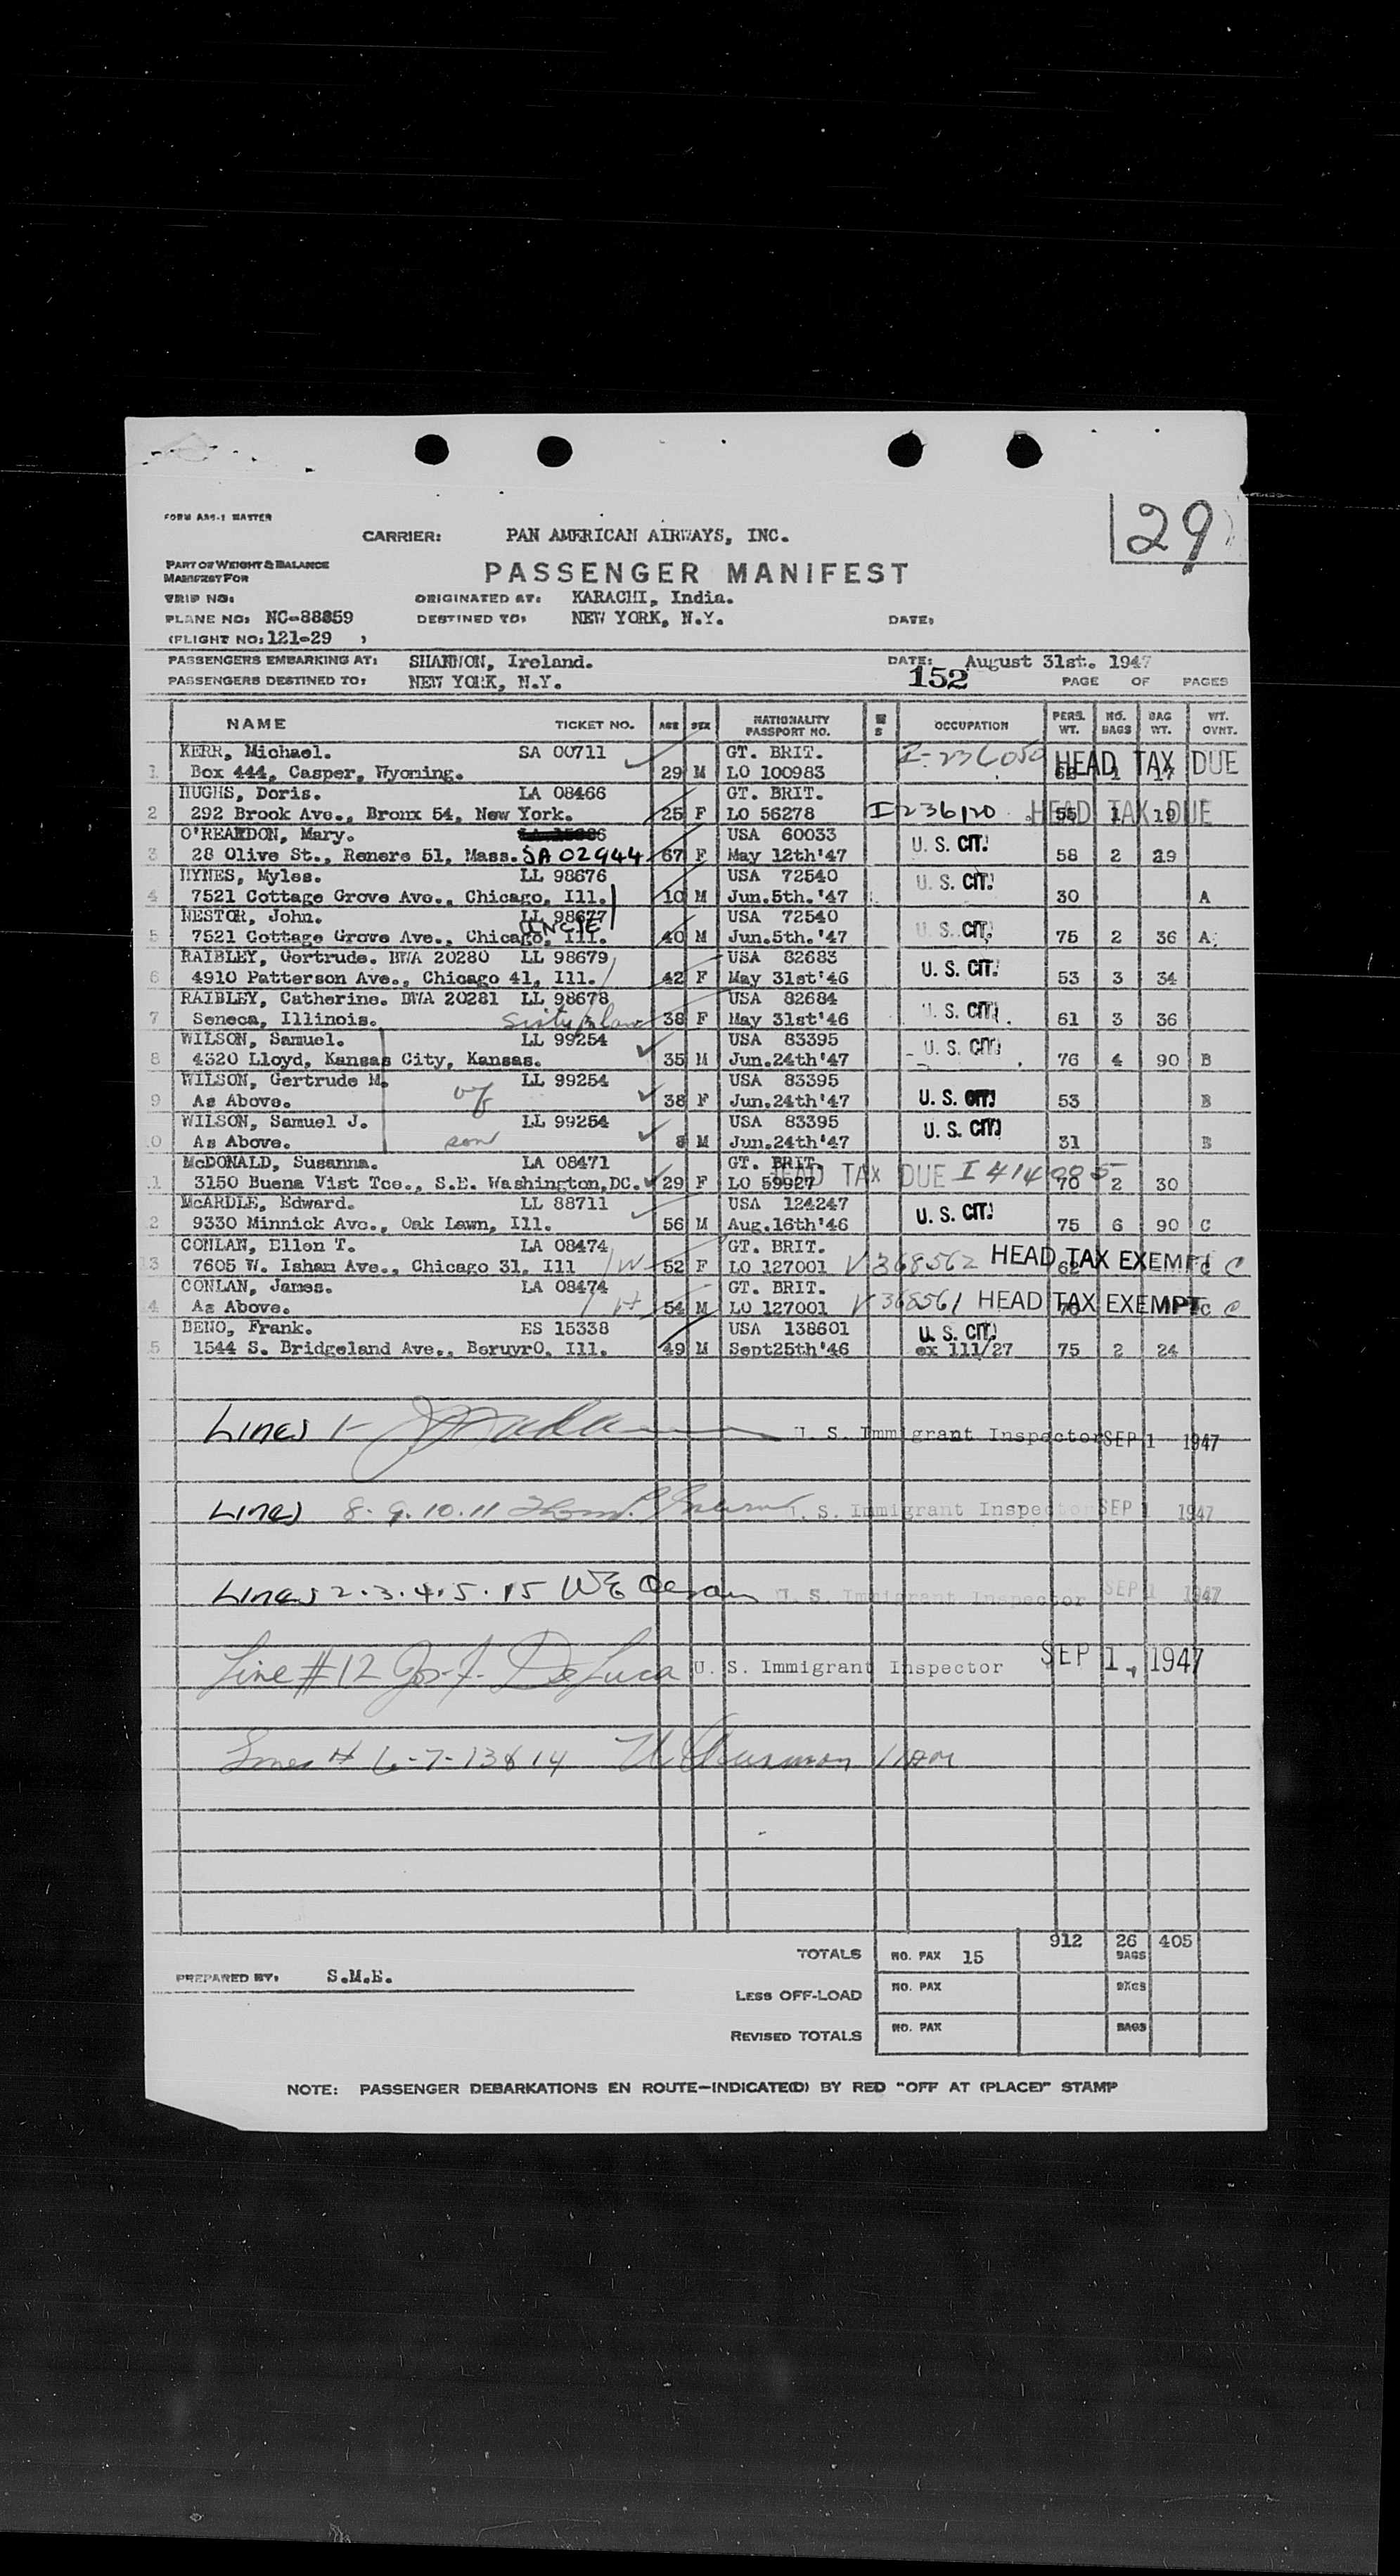 29
FORM
CARRIER: PAN AMERICAN AIRWAYS, INC.
PART OF WEIGHT & BALANCE
MANIFEST FOR
PASSENGER MANIFEST
TRIP NO:
ORIGINATED AT: KARACHI, India.
PLANE NO: NC-88859
DESTINED TO: NEW YORK, N.Y.
DATE:
(FLIGHT NO: 121-29 )
PASSENGERS EMBARKING AT: SHANNON, Ireland.
DATE: August 31st. 1947
PASSENGERS DESTINED TO: NEW YORK, N.Y.
152
PAGE OF PAGES
NAME TICKET NO. AGE SEX NATIONALITY PASSPORT NO. OCCUPATION PERS. WT. NO. BAGS BAG WT. WT. OVNT.
KERR, Michael. SA 00711 GT. BRIT. I-236050 HEAD TAX DUE
1 Box 444, Casper, Wyoming. 29 M LO 100983 1 17
HUGHS, Doris. LA 08466 GT. BRIT.
2 292 Brook Ave., Bronx 54, New York. 25 F LO 56278 I 236120 HEAD TAX DUE 55 1 19
O'REARDON, Mary. USA 60033 U. S. CIT.
3 28 Olive St., Renere 51, Mass. SA 02944 67 F May 12th'47 58 2 29
HYNES, Myles. LL 98676 USA 72540 U. S. CIT.
4 7521 Cottage Grove Ave., Chicago, Ill. 10 M Jun.5th.'47 30 A
NESTOR, John. LL 98677 USA 72540 U. S. CIT.
UNCLE
5 7521 Cottage Grove Ave., Chicago, Ill. 40 M Jun.5th.'47 75 2 36 A
RAIBLEY, Gertrude. BWA 20280 LL 98679 USA 82683 U. S. CIT.
6 4910 Patterson Ave., Chicago 41, Ill. 42 F May 31st'46 53 3 34
RAIBLEY, Catherine. BWA 20281 LL 98678 USA 82684 U. S. CIT.
7 Seneca, Illinois. 38 F May 31st'46 61 3 36
WILSON, Samuel. LL 99254 USA 83395 U. S. CIT.
8 4320 Lloyd, Kansas City, Kansas. 35 M Jun.24th'47 76 4 90 B
WILSON, Gertrude M. LL 99254 USA 83395 U. S. CIT.
9 As Above. 38 F Jun.24th'47 53 B
WILSON, Samuel J. LL 99254 USA 83395 U. S. CIT.
0 As Above. son 8 M Jun.24th'47 31 B
McDONALD, Susanna. LA 08471 GT. BRIT. HEAD TAX DUE
1 3150 Buena Vist Tce., S.E. Washington, DC. 29 F LO 59927 70 2 30
McARDLE, Edward. LL 88711 USA 124247 U. S. CIT.
2 9330 Minnick Ave., Oak Lawn, Ill. 56 M Aug.16th'46 75 6 90 C
CONLAN, Ellen T. LA 08474 GT. BRIT. V 368562 HEAD TAX EXEMPT
13 7605 W. Isham Ave., Chicago 31, Ill W 52 F LO 127001 62 C C
CONLAN, James. LA 08474 GT. BRIT. V 368561 HEAD TAX EXEMPT
4 As Above. H 54 M LO 127001 C C
BENO, Frank. ES 15338 USA 138601 U. S. CIT.
5 1544 S. Bridgeland Ave., BeruyrO, Ill. 49 M Sept25th'46 ex 111/27 75 2 24
Lines 1- U. S. Immigrant Inspector SEP 1 1947
Lines 8. 9. 10. 11 U. S. Immigrant Inspector SEP 1 1947
Lines 2. 3. 4. 5. 15 U. S. Immigrant Inspector SEP 1 1947
Line # 12 Jos. F. DeLuca U. S. Immigrant Inspector SEP 1, 1947
Lines # 6-7-13 & 14
TOTALS NO. PAX 15 912 26 BAGS 405
PREPARED BY: S.M.E.
LESS OFF-LOAD NO. PAX BAGS
REVISED TOTALS NO. PAX BAGS
NOTE: PASSENGER DEBARKATIONS EN ROUTE—INDICATE(D) BY RED "OFF AT (PLACE)" STAMP